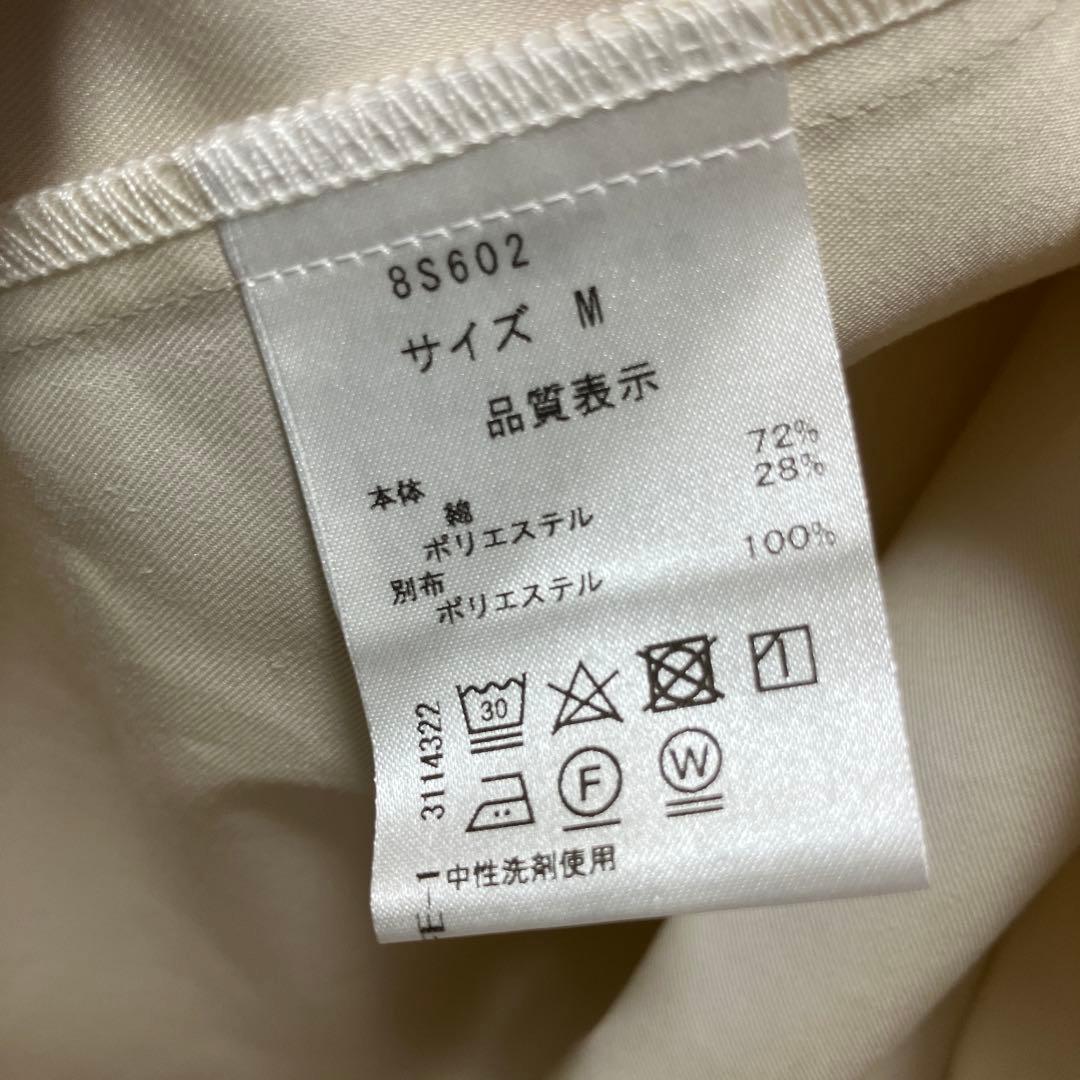 8S602
サイズ M
品質表示
本体
綿 72%
ポリエステル 28%
別布
ポリエステル 100%
30
F
W
中性洗剤使用
3114322